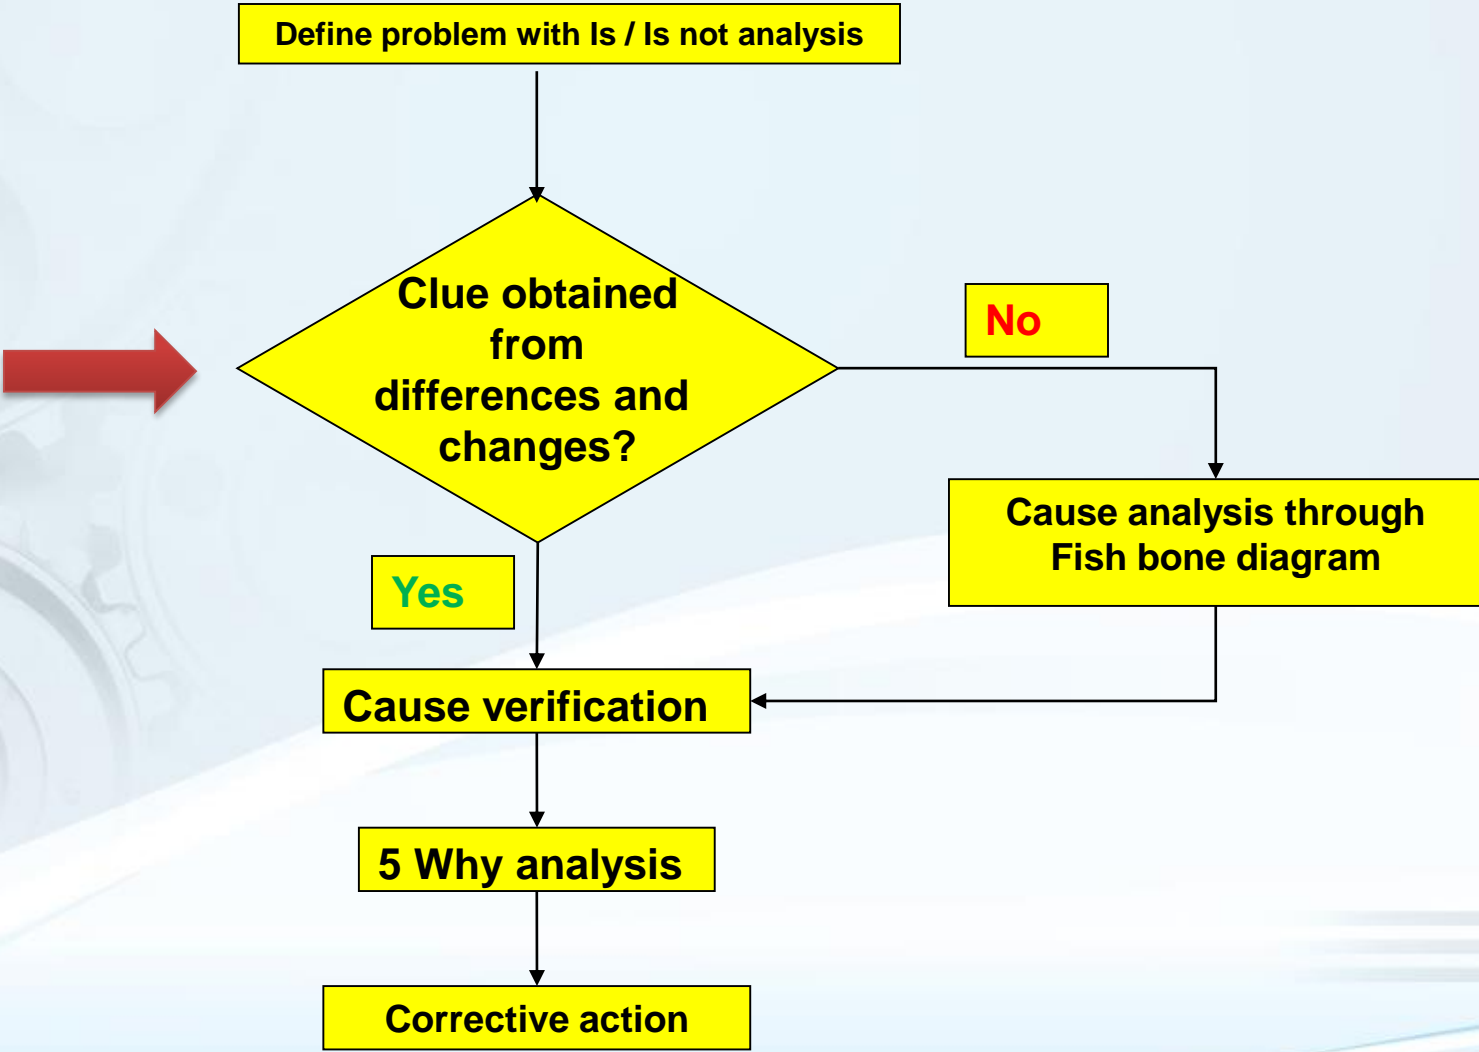 Define problem with Is / Is not analysis
Clue obtained
from
differences and
changes?
No
Cause analysis through
Fish bone diagram
Yes
Cause verification
5 Why analysis
Corrective action